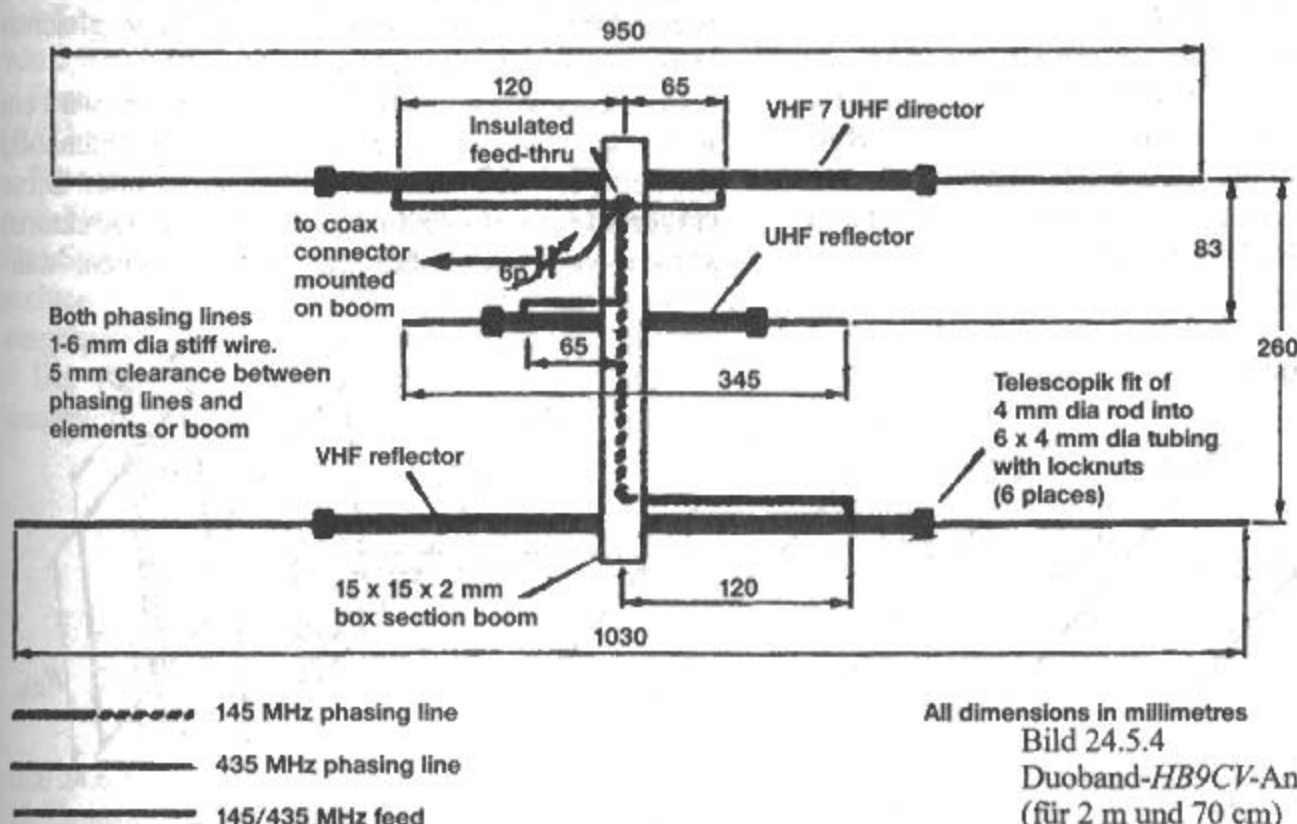 950
120
65
Insulated
feed-thru
VHF 7 UHF director
to coax
connector
mounted
on boom
6p
UHF reflector
83
Both phasing lines
1-6 mm dia stiff wire.
5 mm clearance between
phasing lines and
elements or boom
65
345
260
Telescopik fit of
4 mm dia rod into
6 x 4 mm dia tubing
with locknuts
(6 places)
VHF reflector
15 x 15 x 2 mm
box section boom
120
1030
145 MHz phasing line
435 MHz phasing line
145/435 MHz feed
All dimensions in millimetres
Bild 24.5.4
Duoband-HB9CV-An
(für 2 m und 70 cm)